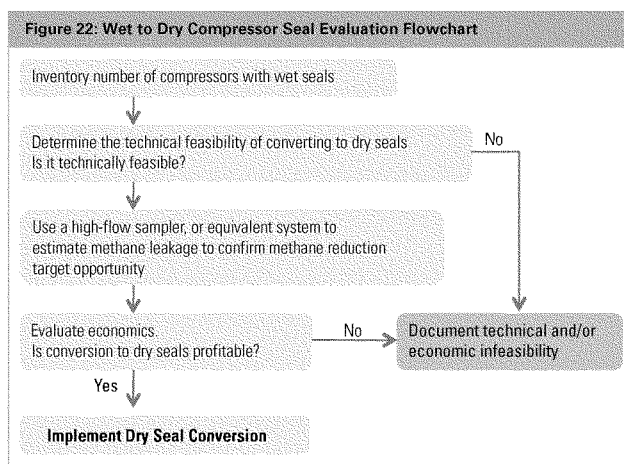 Figure 22: Wet to Dry Compressor Seal Evaluation Flowchart
Inventory number of compressors with wet seals
Determine the technical feasibility of converting to dry seals
Is it technically feasible?
No
Use a high-flow sampler, or equivalent system to
estimate methane leakage to confirm methane reduction
target opportunity
Evaluate economics.
Is conversion to dry seals profitable?
No
Document technical and/or
economic infeasibility
Yes
Implement Dry Seal Conversion